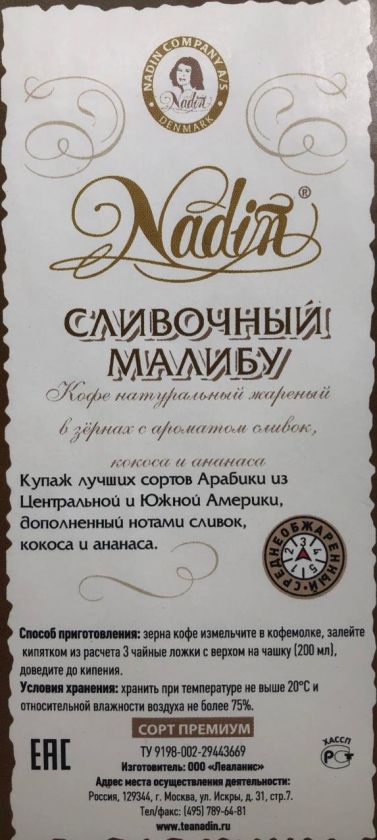 NADIN COMPANY A/S
Nadin
DENMARK
Nadin®
СЛИВОЧНЫЙ
МАЛИБУ
Кофе натуральный жареный
в зёрнах с ароматом сливок,
кокоса и ананаса
Купаж лучших сортов Арабики из
Центральной и Южной Америки,
дополненный нотами сливок,
кокоса и ананаса.
СРЕДНЕОБЖАРЕННЫЙ
1 2 3 4 5
Способ приготовления: зерна кофе измельчите в кофемолке, залейте
кипятком из расчета 3 чайные ложки с верхом на чашку (200 мл),
доведите до кипения.
Условия хранения: хранить при температуре не выше 20°С и
относительной влажности воздуха не более 75%.
СОРТ ПРЕМИУМ
ЕАС
ТУ 9198-002-29443669
ХАССП
РСТ
Изготовитель: ООО «Леаланис»
Адрес места осуществления деятельности:
Россия, 129344, г. Москва, ул. Искры, д. 31, стр.7.
Тел/факс: (495) 789-64-81
www.teanadin.ru